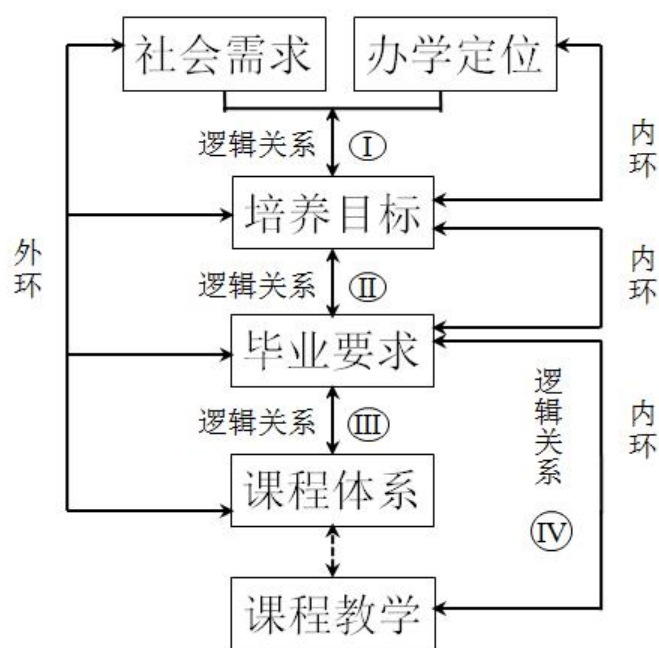 社会需求
办学定位
逻辑关系 Ⅰ
内环
培养目标
外环
逻辑关系 Ⅱ
内环
毕业要求
逻辑关系 Ⅲ
逻辑关系 Ⅳ
内环
课程体系
课程教学